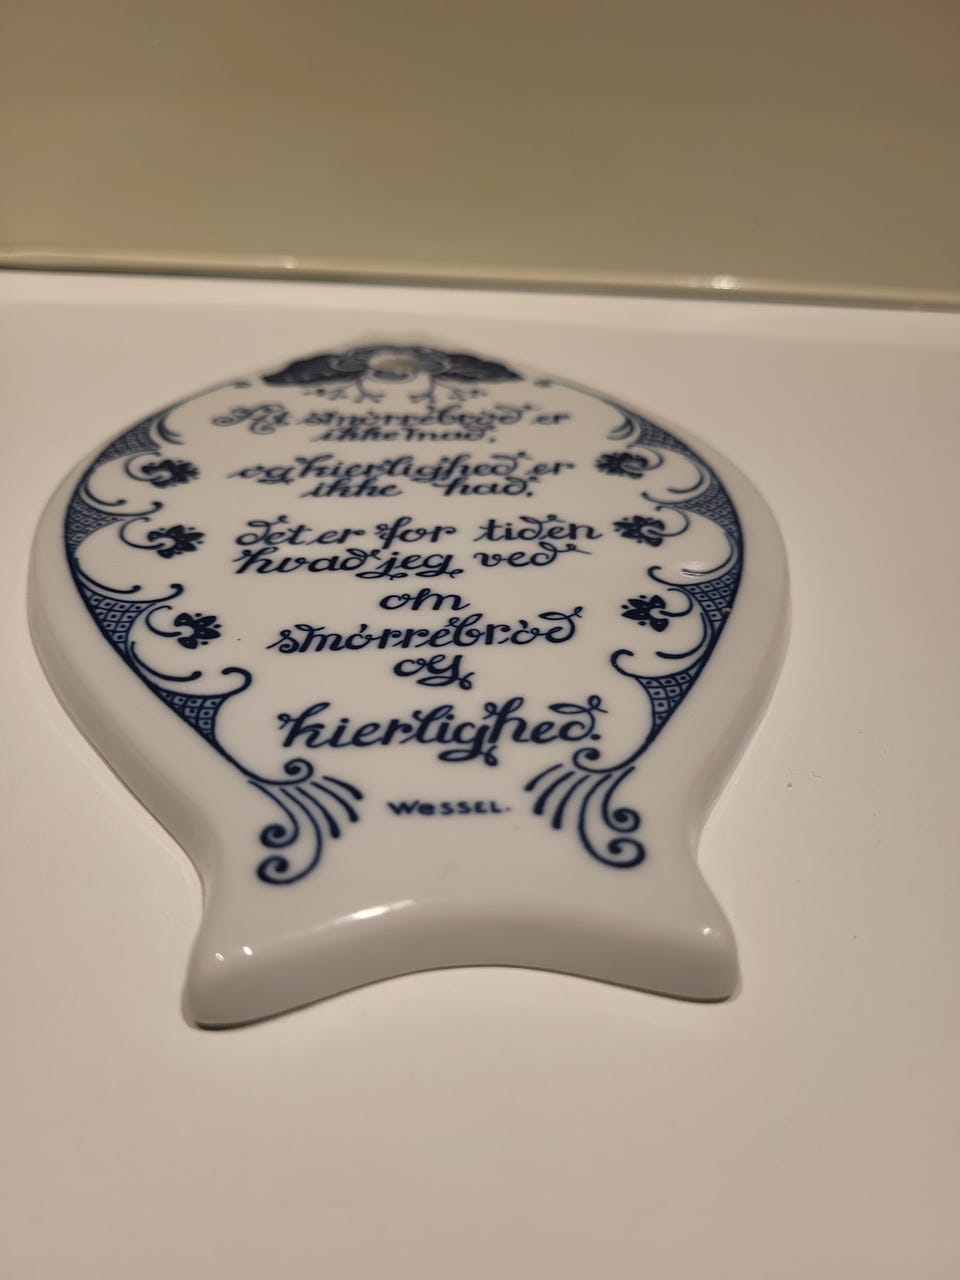 At smørrebrød er
ikke mad,
og kierlighed er
ikke had,
det er for tiden
hvad jeg ved
om
smørrebrød
og
kierlighed.
WESSEL.